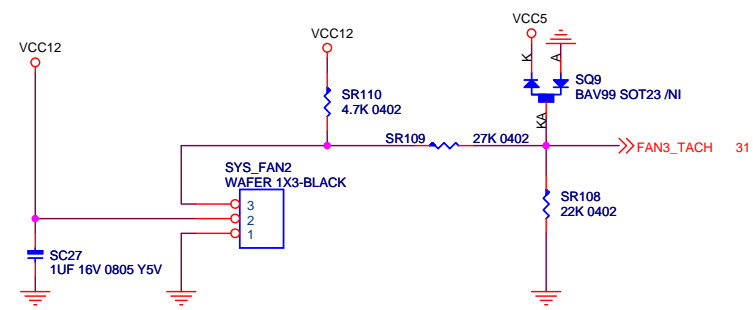 VCC12
VCC12
VCC5
K
A
SQ9
BAV99 SOT23 /NI
KA
SR110
4.7K 0402
SR109
27K 0402
FAN3_TACH 31
SYS_FAN2
WAFER 1X3-BLACK
3
2
1
SR108
22K 0402
SC27
1UF 16V 0805 Y5V